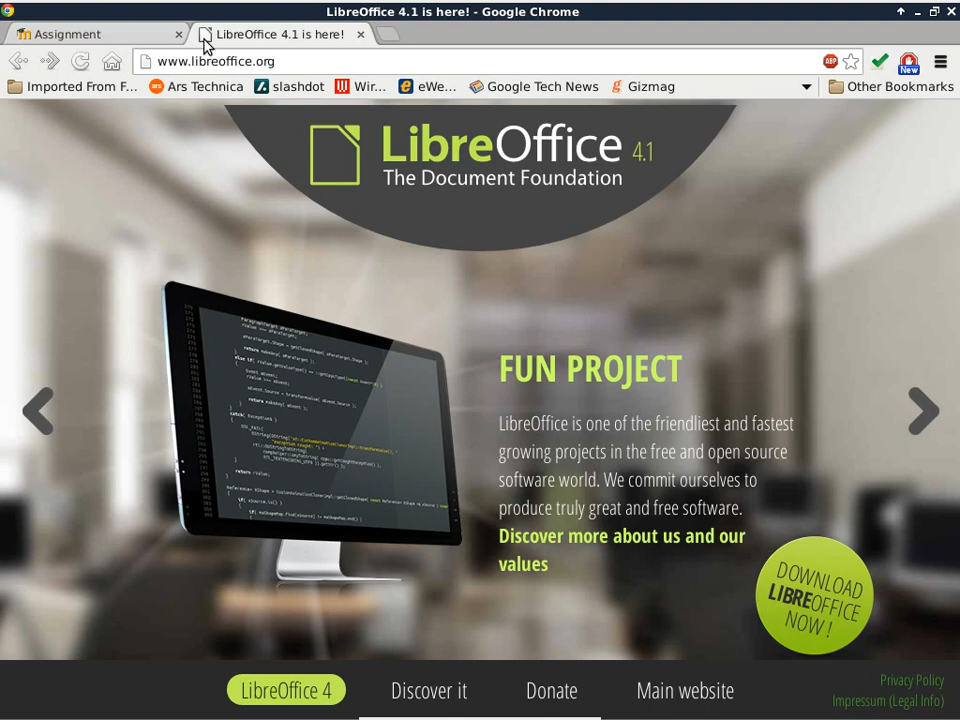 LibreOffice 4.1 is here! - Google Chrome
Assignment
LibreOffice 4.1 is here!
www.libreoffice.org
ABP
New
Imported From F...
ars
Ars Technica
slashdot
Wir...
eWe...
Google Tech News
Gizmag
Other Bookmarks
LibreOffice 4.1
The Document Foundation
FUN PROJECT
LibreOffice is one of the friendliest and fastest
growing projects in the free and open source
software world. We commit ourselves to
produce truly great and free software.
Discover more about us and our
values
DOWNLOAD
LIBREOFFICE
NOW!
LibreOffice 4
Discover it
Donate
Main website
Privacy Policy
Impressum (Legal Info)